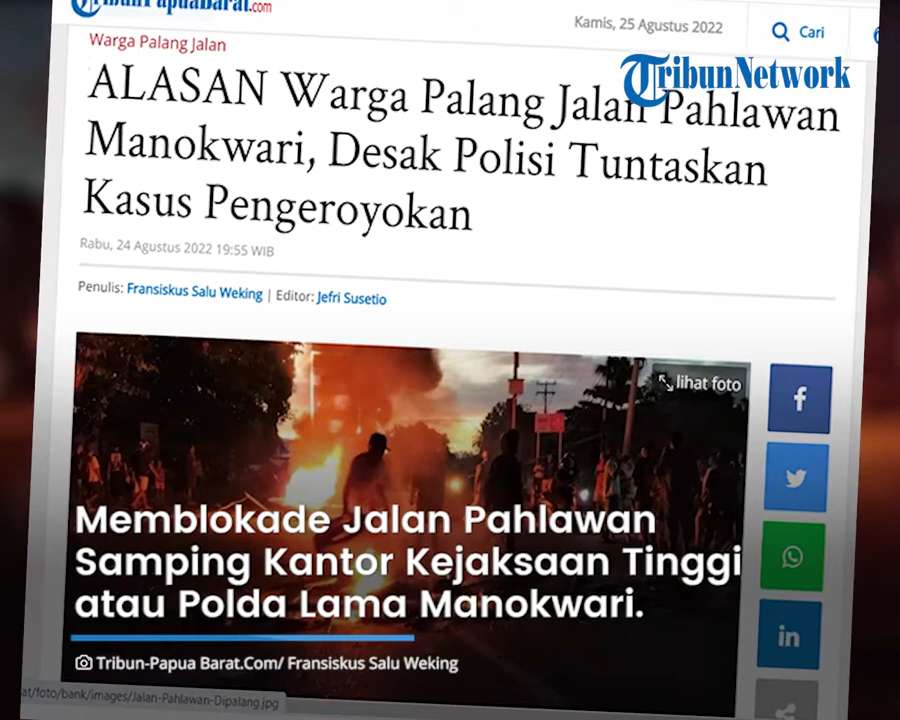 TribunPapuaBarat.com
Kamis, 25 Agustus 2022
Cari
Warga Palang Jalan
TribunNetwork
ALASAN Warga Palang Jalan Pahlawan
Manokwari, Desak Polisi Tuntaskan
Kasus Pengeroyokan
Rabu, 24 Agustus 2022 19:55 WIB
Penulis: Fransiskus Salu Weking | Editor: Jefri Susetio
lihat foto
Memblokade Jalan Pahlawan
Samping Kantor Kejaksaan Tinggi
atau Polda Lama Manokwari.
Tribun-Papua Barat.Com/ Fransiskus Salu Weking
at/foto/bank/images/Jalan-Pahlawan-Dipalang.jpg